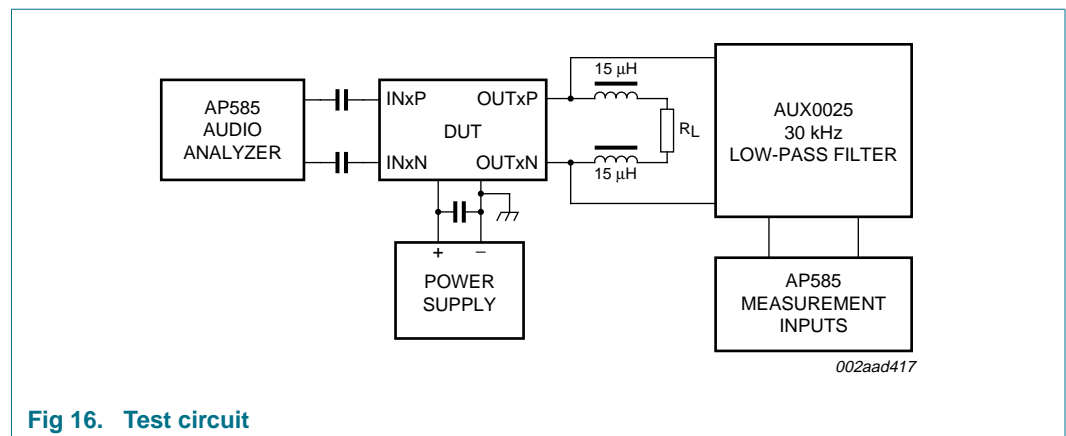 AP585
AUDIO
ANALYZER
INxP
INxN
DUT
OUTxP
OUTxN
15 μH
15 μH
RL
AUX0025
30 kHz
LOW-PASS FILTER
+
−
POWER
SUPPLY
AP585
MEASUREMENT
INPUTS
002aad417
Fig 16. Test circuit